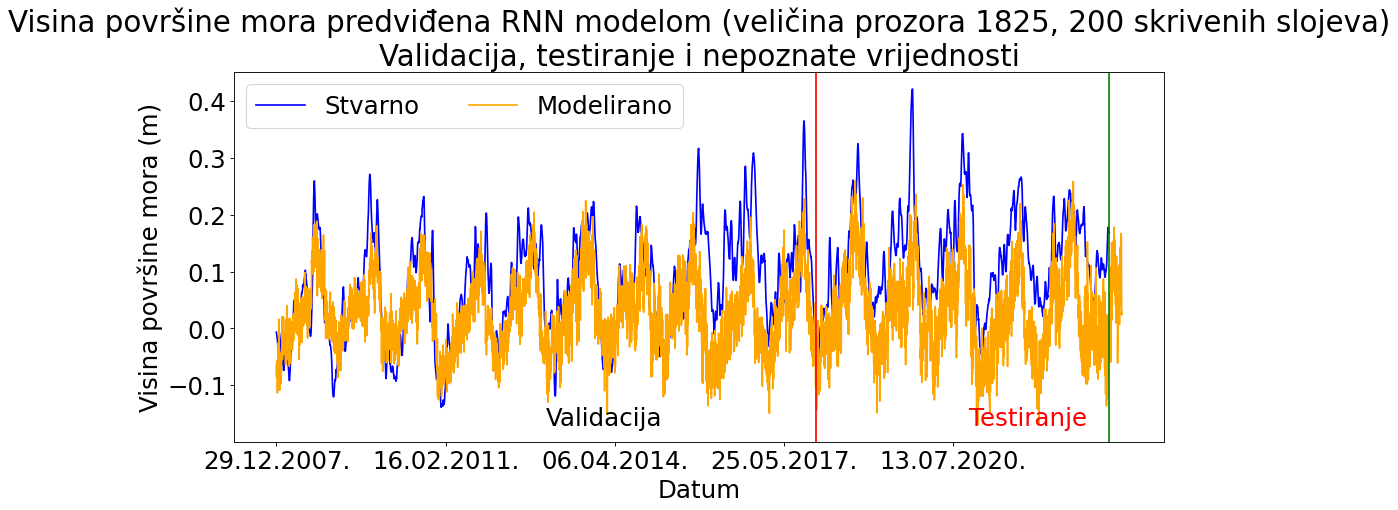 Visina površine mora predviđena RNN modelom (veličina prozora 1825, 200 skrivenih slojeva)
Validacija, testiranje i nepoznate vrijednosti
Stvarno
Modelirano
Visina površine mora (m)
0.4
0.3
0.2
0.1
0.0
−0.1
Validacija
Testiranje
29.12.2007.
16.02.2011.
06.04.2014.
25.05.2017.
13.07.2020.
Datum